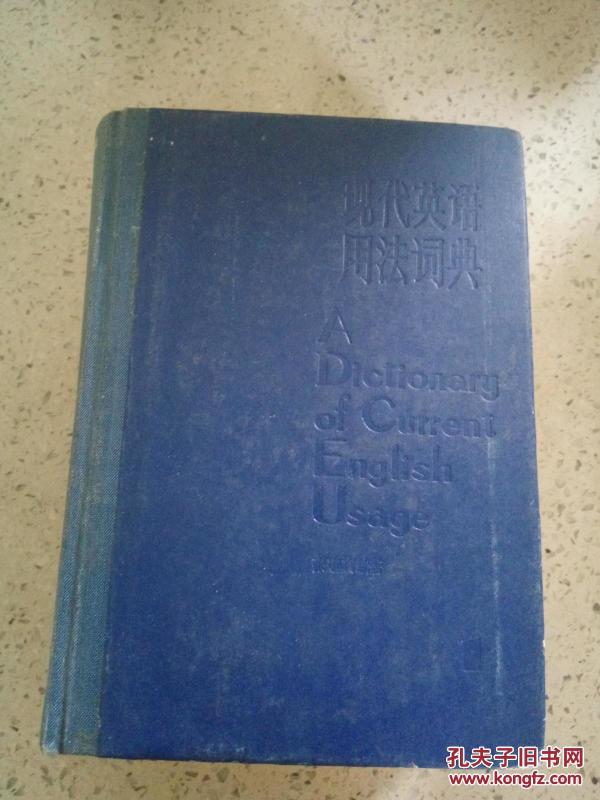 现代英语
用法词典
A
Dictionary
of Current
English
Usage
孔夫子旧书网
www.kongfz.com